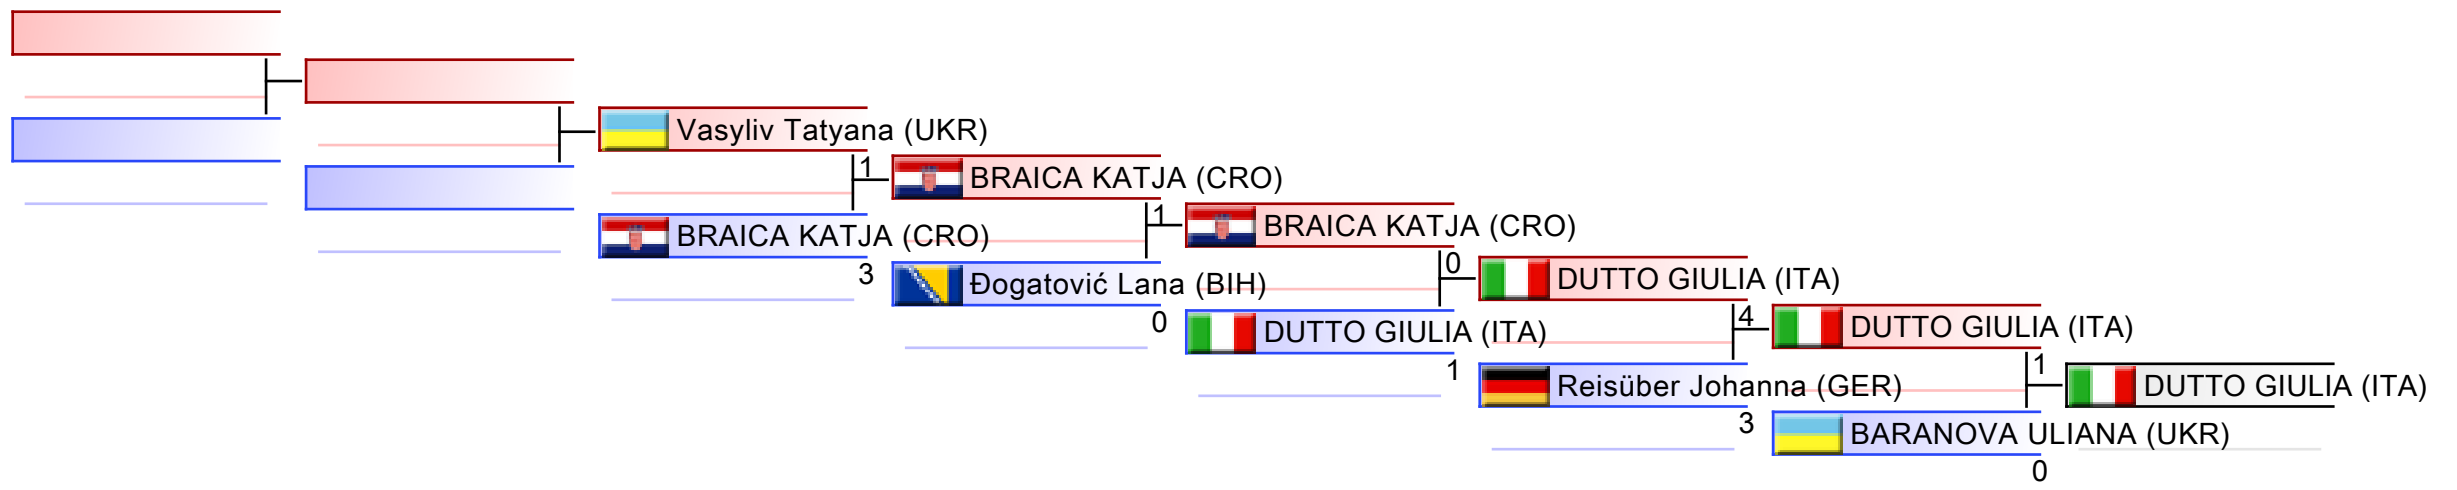 Vasyliv Tatyana (UKR)
1
BRAICA KATJA (CRO)
3
BRAICA KATJA (CRO)
1
Đogatović Lana (BIH)
0
BRAICA KATJA (CRO)
0
DUTTO GIULIA (ITA)
1
DUTTO GIULIA (ITA)
4
Reisüber Johanna (GER)
3
DUTTO GIULIA (ITA)
1
BARANOVA ULIANA (UKR)
0
DUTTO GIULIA (ITA)